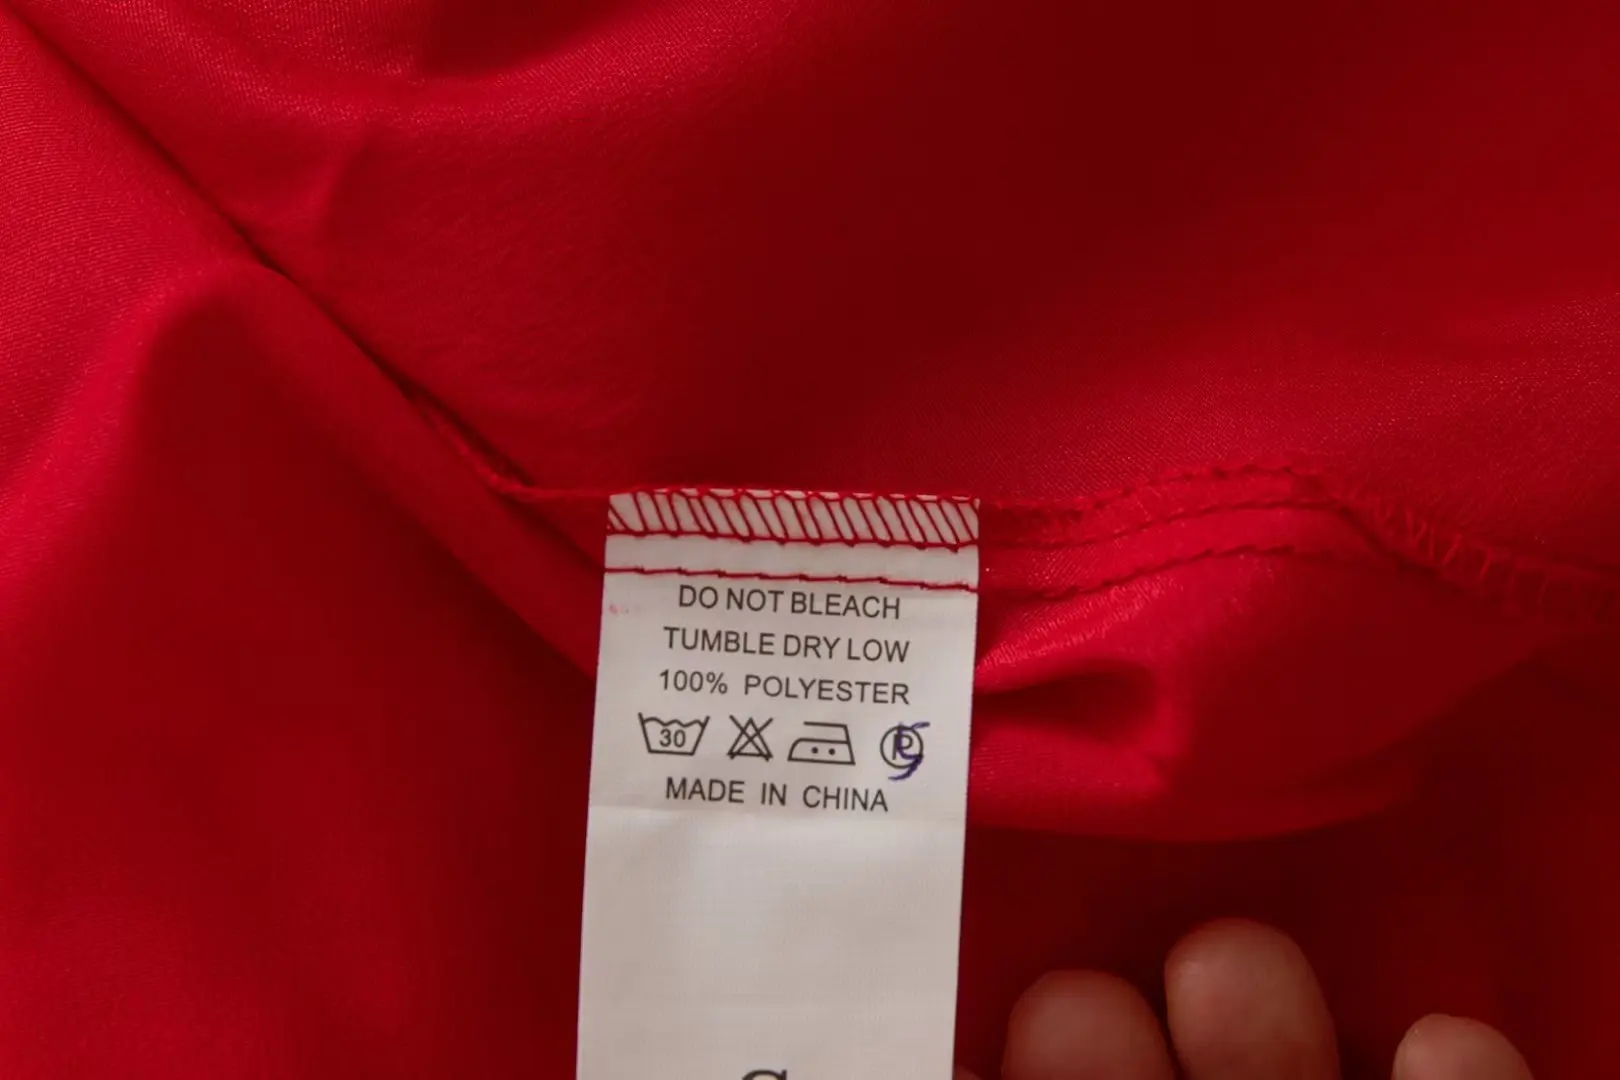 DO NOT BLEACH
TUMBLE DRY LOW
100% POLYESTER
30 P
MADE IN CHINA